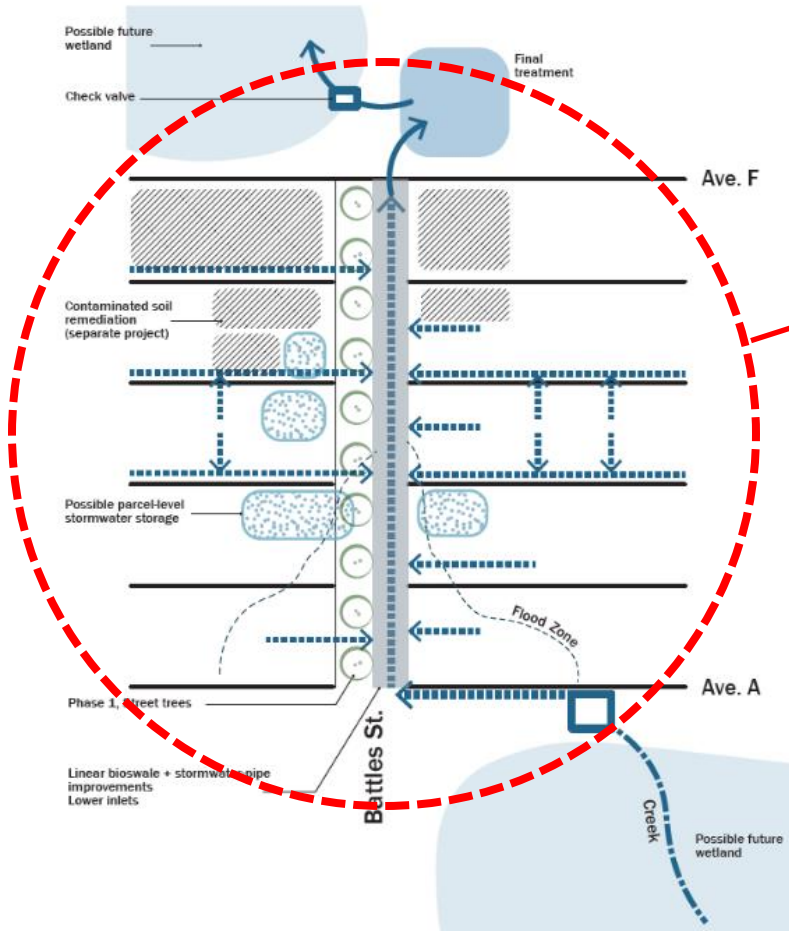 Possible future
wetland
Final
treatment
Check valve
Ave. F
Contaminated soil
remediation
(separate project)
Possible parcel-level
stormwater storage
Flood Zone
Ave. A
Phase 1, Street trees
Battles St.
Linear bioswale + stormwater pipe
improvements
Lower inlets
Creek
Possible future
wetland